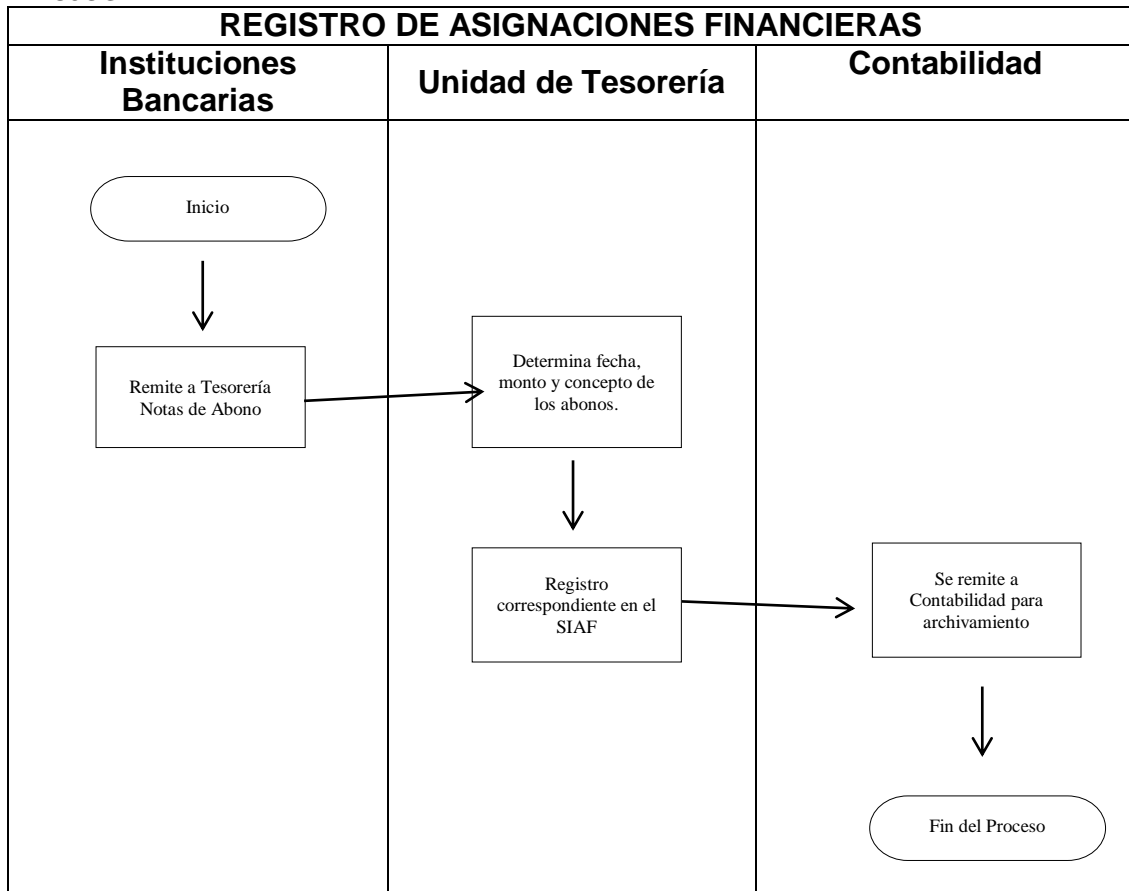 REGISTRO DE ASIGNACIONES FINANCIERAS
Instituciones
Bancarias
Unidad de Tesorería
Contabilidad
Inicio
Remite a Tesorería
Notas de Abono
Determina fecha,
monto y concepto de
los abonos.
Registro
correspondiente en el
SIAF
Se remite a
Contabilidad para
archivamiento
Fin del Proceso